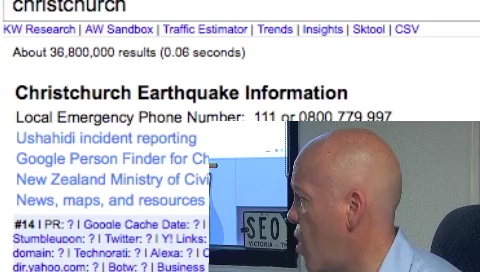 christchurch
KW Research | AW Sandbox | Traffic Estimator | Trends | Insights | Sktool | CSV
About 36,800,000 results (0.06 seconds)
Christchurch Earthquake Information
Local Emergency Phone Number: 111 or 0800 779 997
Ushahidi incident reporting
Google Person Finder for Ch
New Zealand Ministry of Civi
News, maps, and resources
#14 | PR: ? | Google Cache Date: ? |
Stumbleupon: ? | Twitter: ? | Y! Links:
domain: ? | Technorati: ? | Alexa: ? | C
dir.yahoo.com: ? | Botw: ? | Business
SEO
VICTORIA - TH